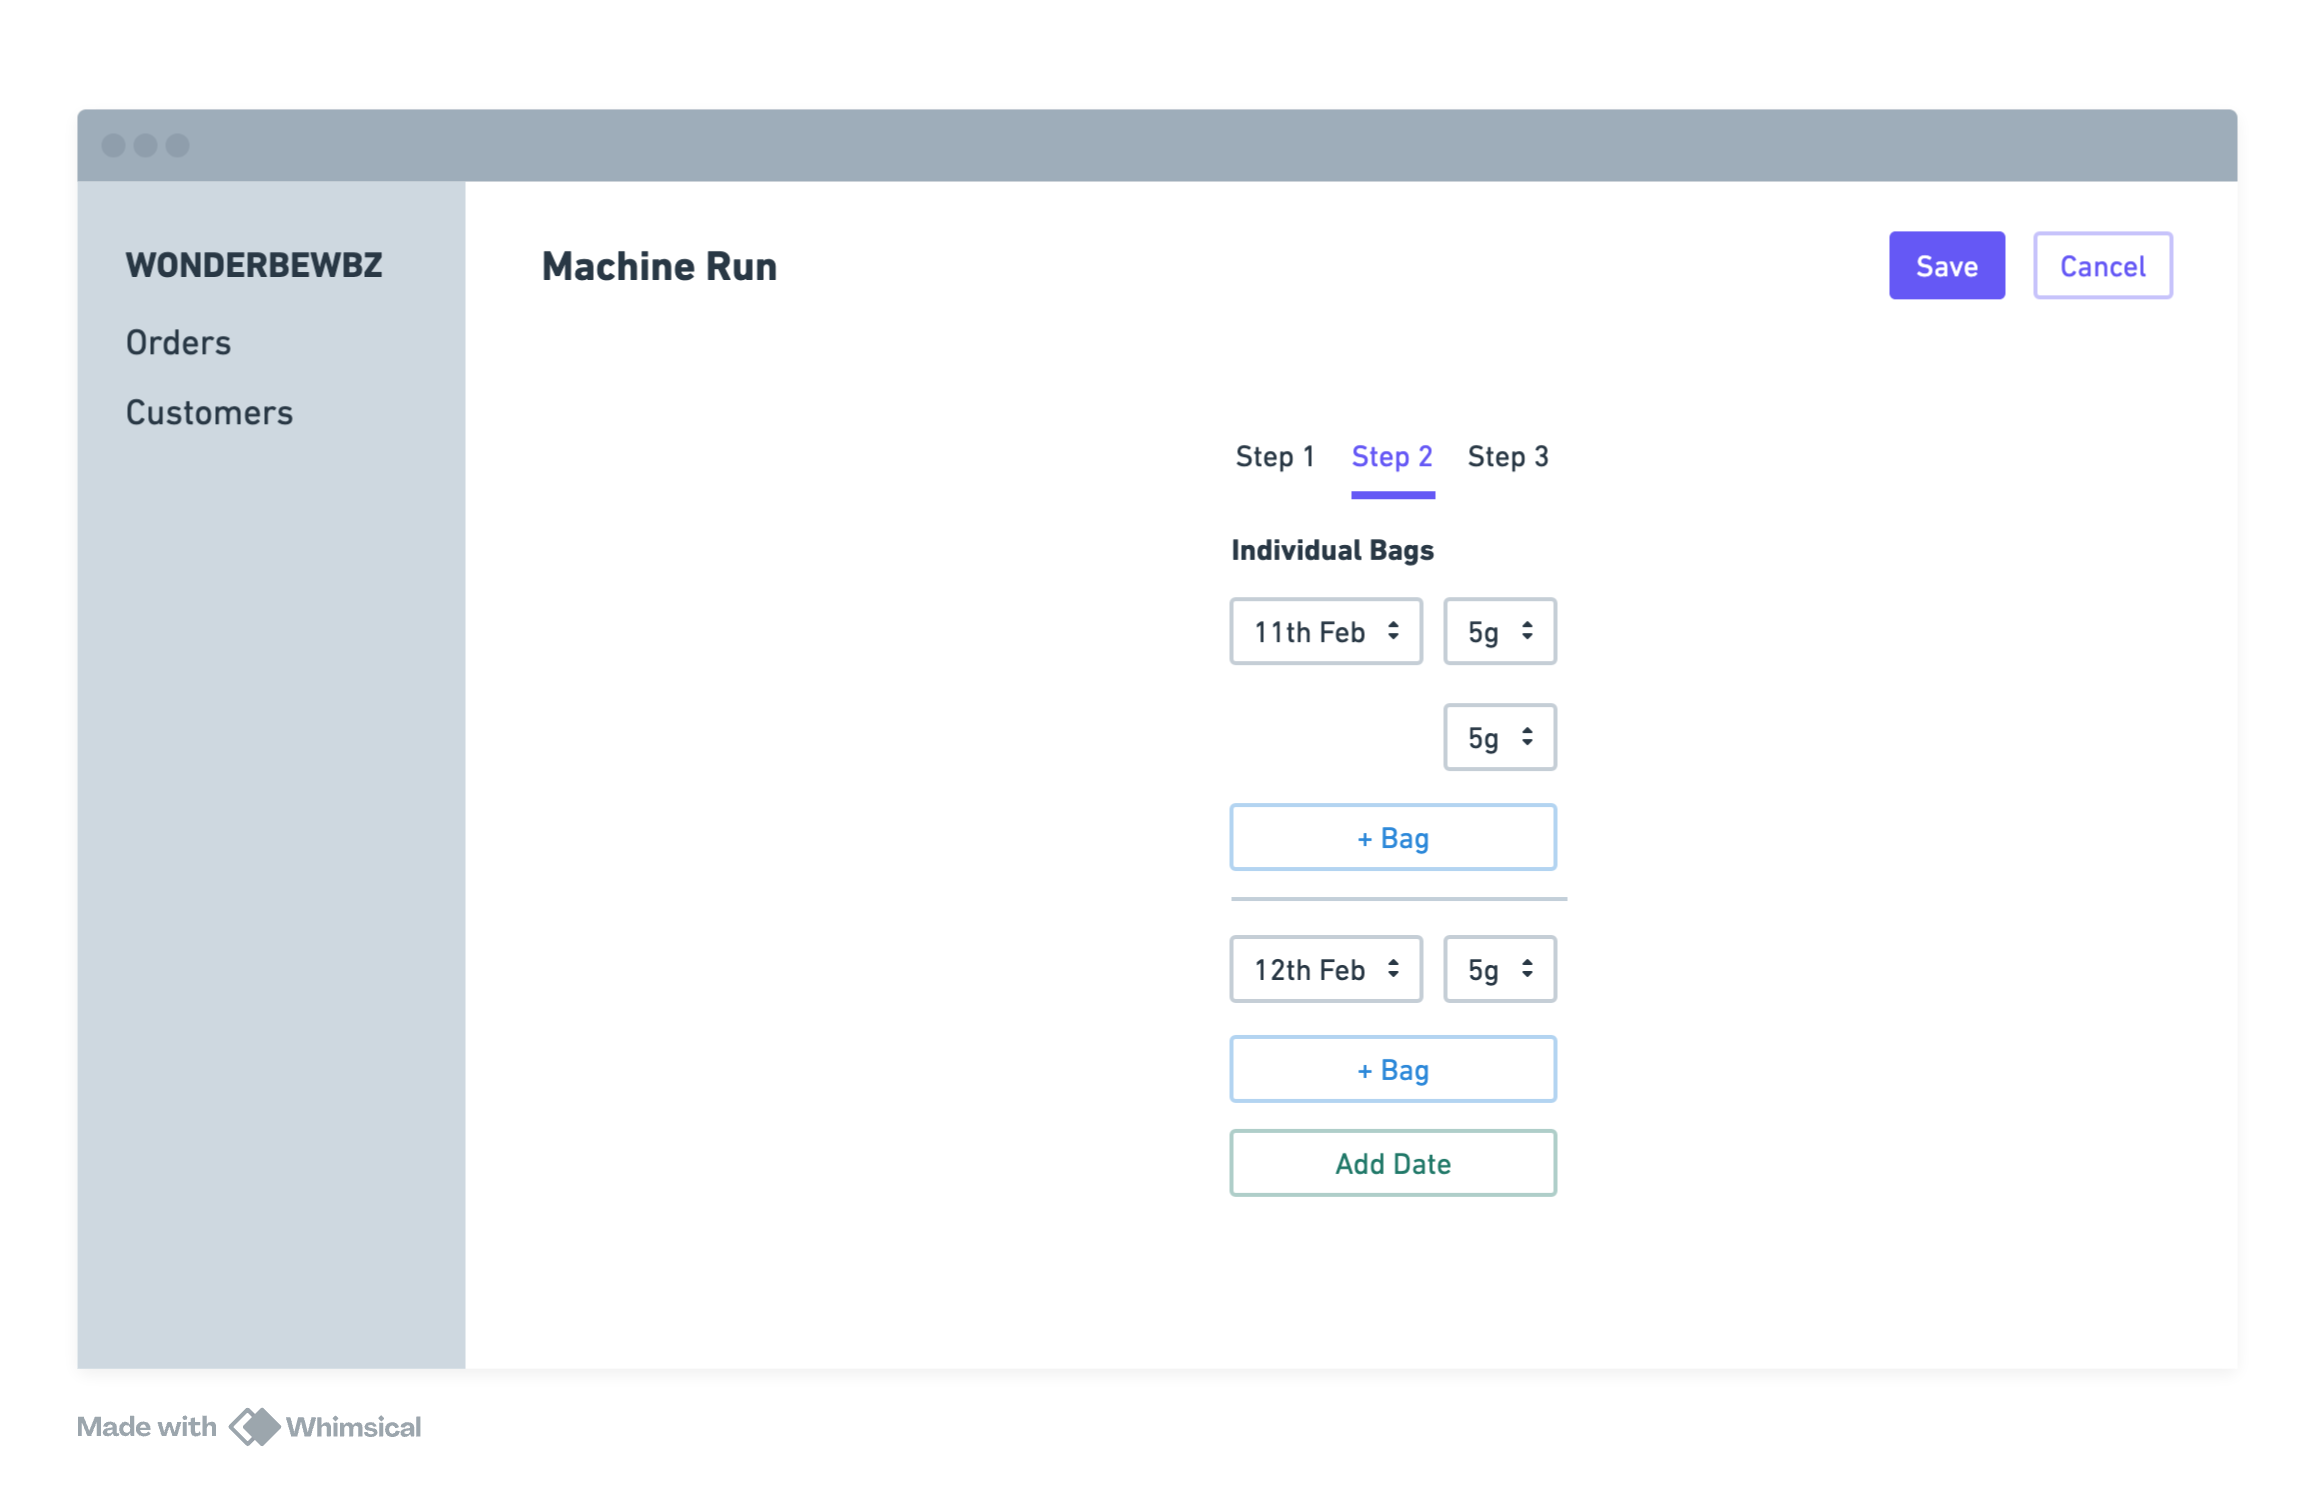 WONDERBEWBZ
Orders
Customers
Machine Run
Save
Cancel
Step 1 Step 2 Step 3
Individual Bags
11th Feb 5g
5g
+ Bag
12th Feb 5g
+ Bag
Add Date
Made with Whimsical